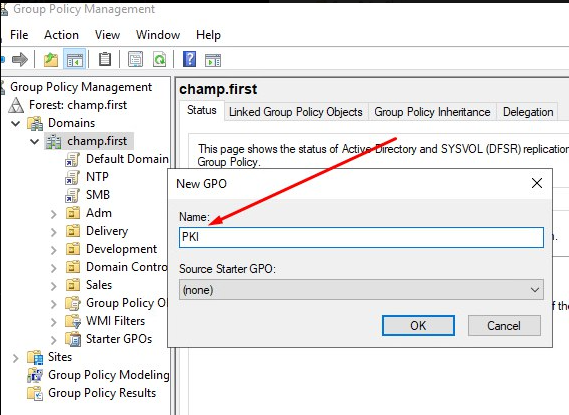 Group Policy Management
File Action View Window Help
Group Policy Management
Forest: champ.first
Domains
champ.first
Default Domain
NTP
SMB
Adm
Delivery
Development
Domain Contro
Sales
Group Policy O
WMI Filters
Starter GPOs
Sites
Group Policy Modeling
Group Policy Results
champ.first
Status Linked Group Policy Objects Group Policy Inheritance Delegation
This page shows the status of Active Directory and SYSVOL (DFSR) replication
Group Policy.
n.
of the
New GPO
Name:
PKI
Source Starter GPO:
(none)
OK Cancel